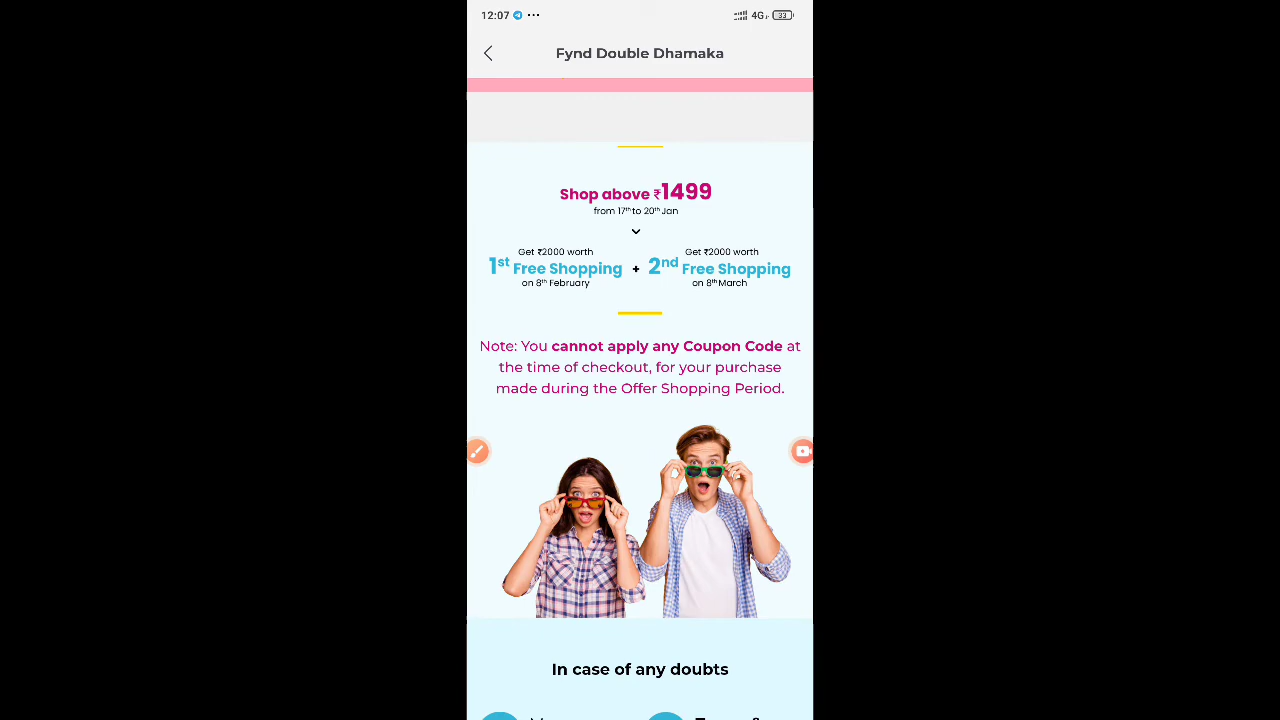 12:07 ... 4G 33
Fynd Double Dhamaka
Shop above ₹1499
from 17th to 20th Jan
Get ₹2000 worth
1st Free Shopping
on 8th February
+
Get ₹2000 worth
2nd Free Shopping
on 8th March
Note: You cannot apply any Coupon Code at
the time of checkout, for your purchase
made during the Offer Shopping Period.
In case of any doubts